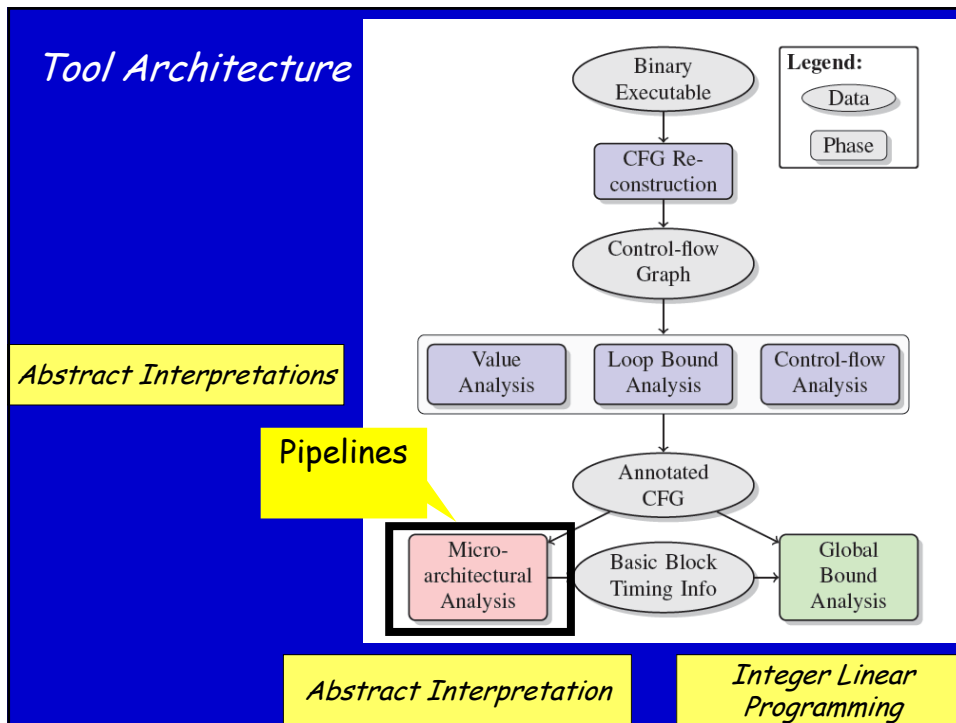 Tool Architecture
Binary
Executable
Legend:
Data
Phase
CFG Re-
construction
Control-flow
Graph
Abstract Interpretations
Value
Analysis
Loop Bound
Analysis
Control-flow
Analysis
Pipelines
Annotated
CFG
Micro-
architectural
Analysis
Basic Block
Timing Info
Global
Bound
Analysis
Abstract Interpretation
Integer Linear
Programming